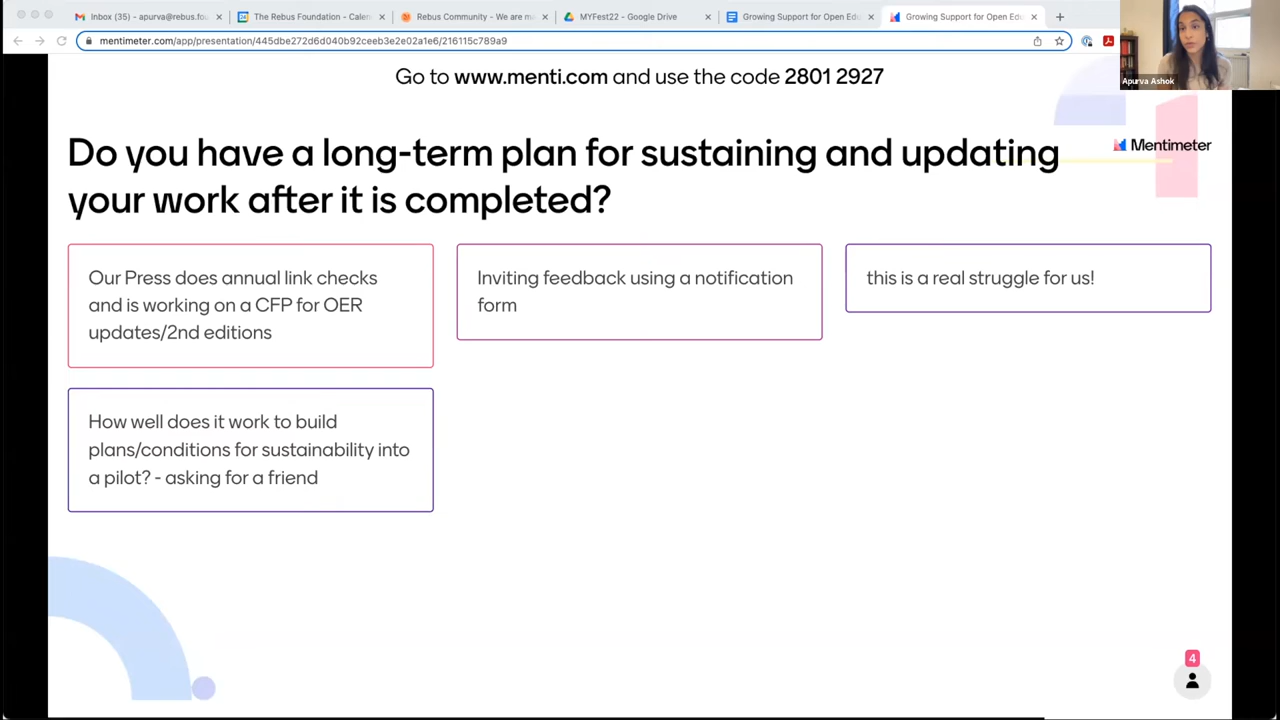 Inbox (35) - apurva@rebus.fou
The Rebus Foundation - Calen
Rebus Community - We are ma
MYFest22 - Google Drive
Growing Support for Open Edu
Growing Support for Open Edu
mentimeter.com/app/presentation/445dbe272d6d040b92ceeb3e2e02a1e6/216115c789a9
Apurva Ashok
Go to www.menti.com and use the code 2801 2927
Do you have a long-term plan for sustaining and updating
your work after it is completed?
Mentimeter
Our Press does annual link checks
and is working on a CFP for OER
updates/2nd editions
Inviting feedback using a notification
form
this is a real struggle for us!
How well does it work to build
plans/conditions for sustainability into
a pilot? - asking for a friend
4